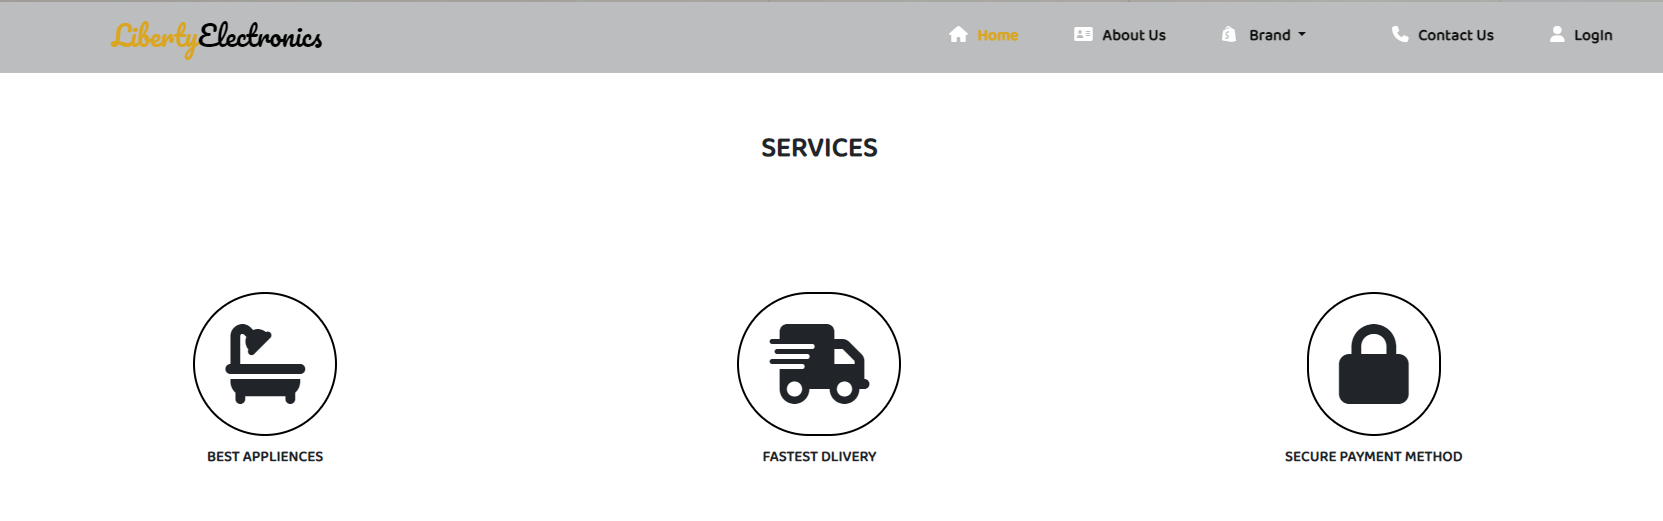 LibertyElectronics Home About Us Brand Contact Us LogIn
SERVICES
BEST APPLIENCES FASTEST DLIVERY SECURE PAYMENT METHOD